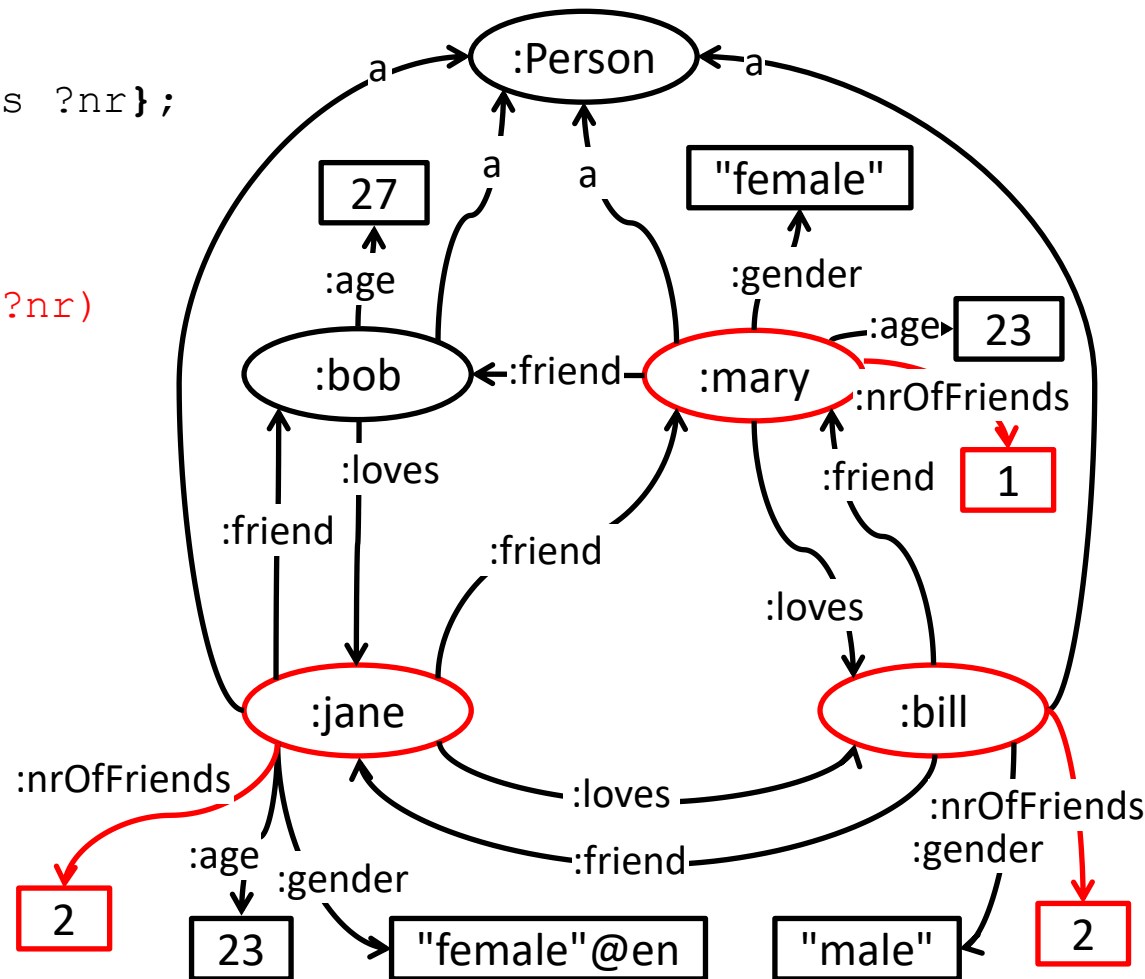 :Person
a
a
s ?nr};
a
a
"female"
27
:gender
:age
?nr)
:age
23
:bob
:friend
:mary
:nrOfFriends
:loves
:friend
1
:friend
:friend
:loves
:jane
:bill
:nrOfFriends
:loves
:nrOfFriends
:age
:friend
:gender
:gender
2
23
"female"@en
"male"
2